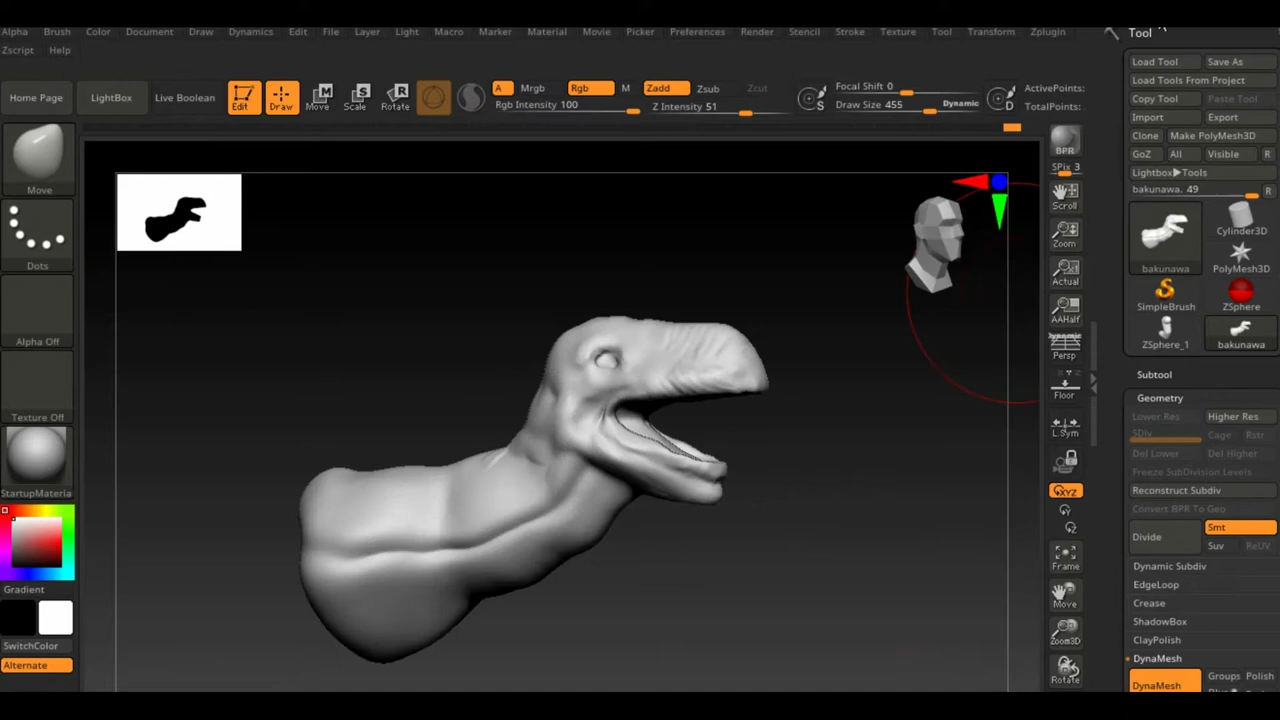 Alpha Brush Color Document Draw Dynamics Edit File Layer Light Macro Marker Material Movie Picker Preferences Render Stencil Stroke Texture Tool Transform Zplugin
Zscript Help
Home Page LightBox Live Boolean Edit Draw Move Scale Rotate
A Mrgb Rgb M Zadd Zsub Zcut
Rgb Intensity 100 Z Intensity 51
Focal Shift 0
Draw Size 455 Dynamic
ActivePoints:
TotalPoints:
Move
Dots
Alpha Off
Texture Off
StartupMateria
Gradient
SwitchColor
Alternate
BPR
SPix 3
Scroll
Zoom
Actual
AAHalf
Dynamic
Persp
Floor
L.Sym
XYZ
Frame
Move
Zoom3D
Rotate
Tool
Load Tool Save As
Load Tools From Project
Copy Tool Paste Tool
Import Export
Clone Make PolyMesh3D
GoZ All Visible R
Lightbox▶Tools
bakunawa. 49 R
bakunawa Cylinder3D
PolyMesh3D
SimpleBrush ZSphere
ZSphere_1 bakunawa
Subtool
Geometry
Lower Res Higher Res
SDiv Cage Rstr
Del Lower Del Higher
Freeze SubDivision Levels
Reconstruct Subdiv
Convert BPR To Geo
Divide Smt
Suv ReUV
Dynamic Subdiv
EdgeLoop
Crease
ShadowBox
ClayPolish
DynaMesh
DynaMesh Groups Polish